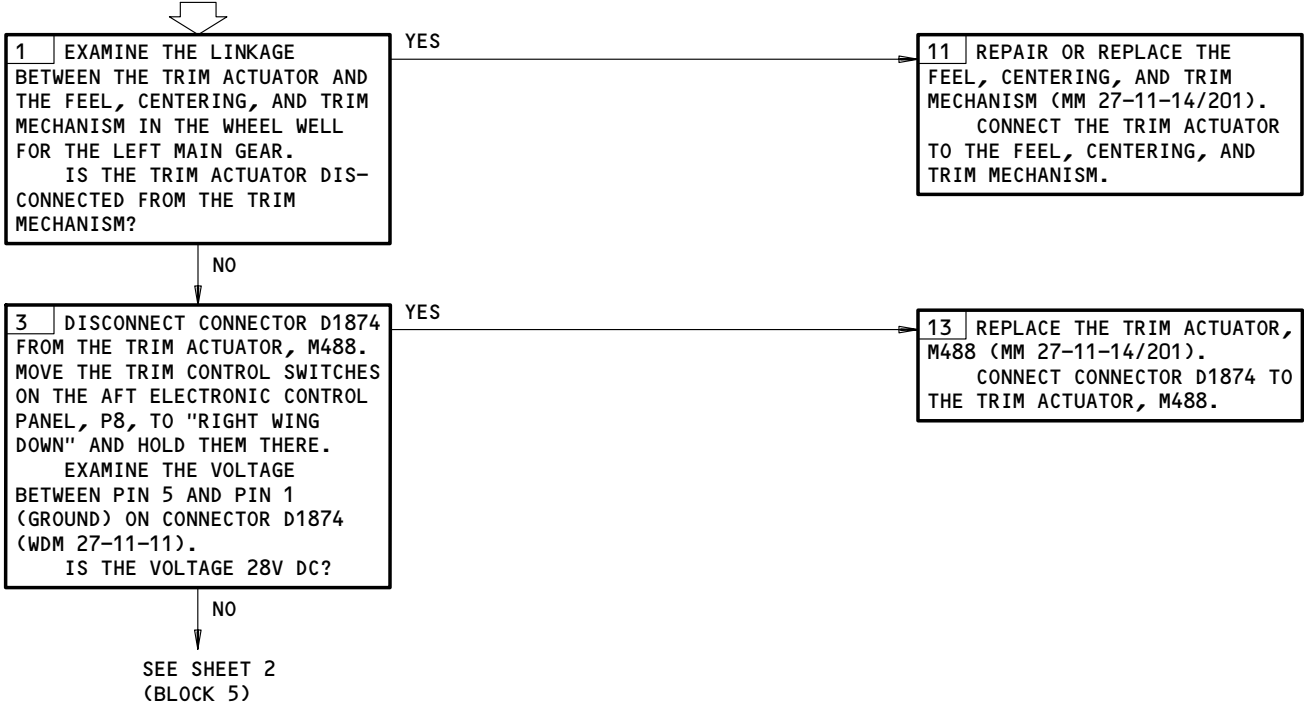 1 EXAMINE THE LINKAGE
BETWEEN THE TRIM ACTUATOR AND
THE FEEL, CENTERING, AND TRIM
MECHANISM IN THE WHEEL WELL
FOR THE LEFT MAIN GEAR.
IS THE TRIM ACTUATOR DIS-
CONNECTED FROM THE TRIM
MECHANISM?
YES
11 REPAIR OR REPLACE THE
FEEL, CENTERING, AND TRIM
MECHANISM (MM 27-11-14/201).
CONNECT THE TRIM ACTUATOR
TO THE FEEL, CENTERING, AND
TRIM MECHANISM.
NO
3 DISCONNECT CONNECTOR D1874
FROM THE TRIM ACTUATOR, M488.
MOVE THE TRIM CONTROL SWITCHES
ON THE AFT ELECTRONIC CONTROL
PANEL, P8, TO "RIGHT WING
DOWN" AND HOLD THEM THERE.
EXAMINE THE VOLTAGE
BETWEEN PIN 5 AND PIN 1
(GROUND) ON CONNECTOR D1874
(WDM 27-11-11).
IS THE VOLTAGE 28V DC?
YES
13 REPLACE THE TRIM ACTUATOR,
M488 (MM 27-11-14/201).
CONNECT CONNECTOR D1874 TO
THE TRIM ACTUATOR, M488.
NO
SEE SHEET 2
(BLOCK 5)